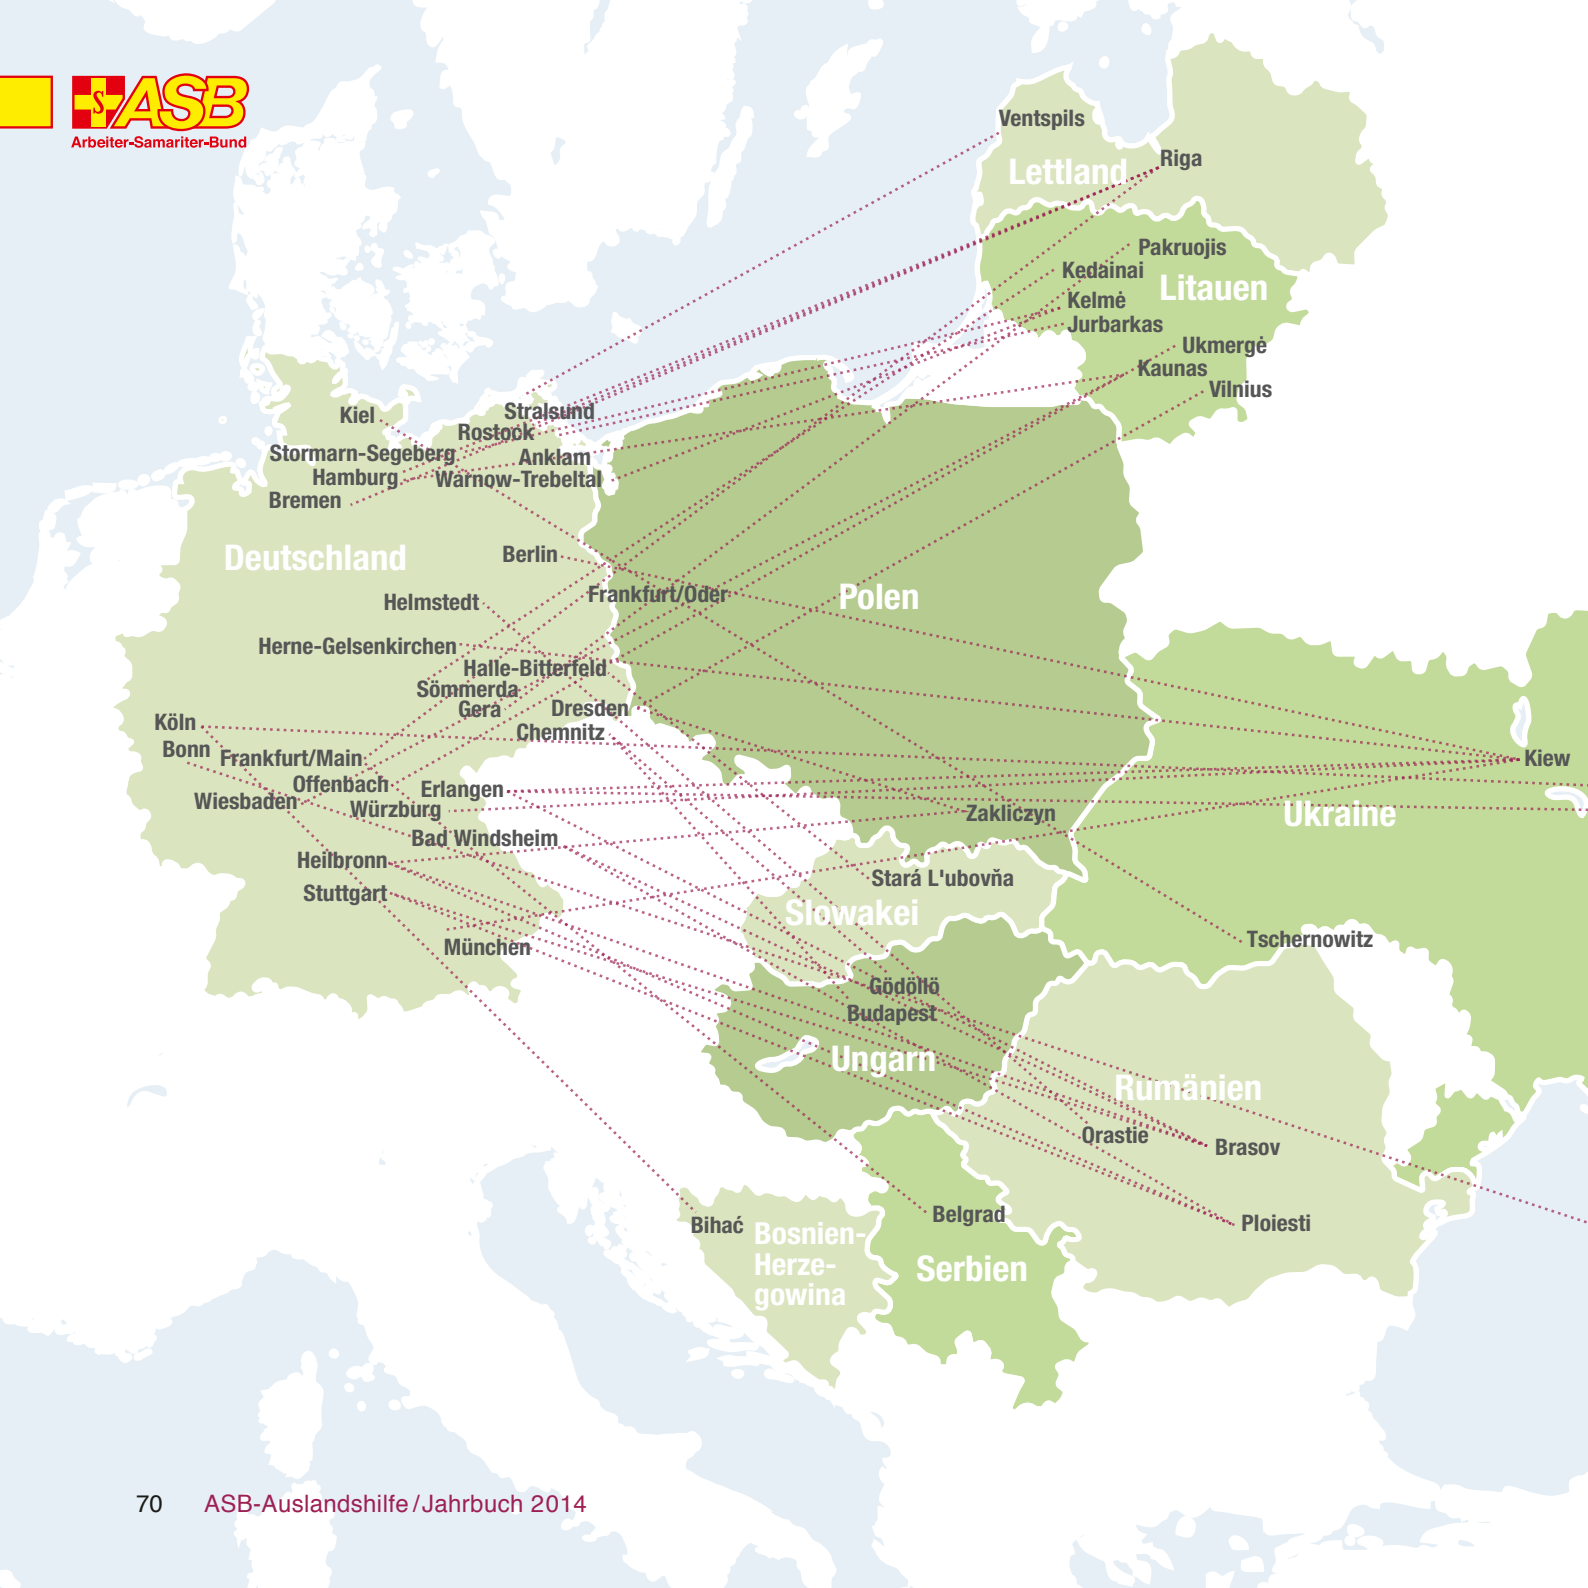 S ASB
Arbeiter-Samariter-Bund
Ventspils
Riga
Lettland
Pakruojis
Kedainai
Litauen
Kelmė
Jurbarkas
Ukmergė
Kaunas
Vilnius
Kiel
Stralsund
Rostock
Stormarn-Segeberg
Anklam
Hamburg
Warnow-Trebeltal
Bremen
Deutschland
Berlin
Helmstedt
Frankfurt/Oder
Polen
Herne-Gelsenkirchen
Halle-Bitterfeld
Sömmerda
Gera
Dresden
Köln
Chemnitz
Bonn
Frankfurt/Main
Kiew
Offenbach
Erlangen
Wiesbaden
Würzburg
Zakliczyn
Ukraine
Bad Windsheim
Heilbronn
Stará L'ubovňa
Stuttgart
Slowakei
Tschernowitz
München
Gödöllö
Budapest
Ungarn
Rumänien
Orastie
Brasov
Belgrad
Ploiesti
Bihać
Bosnien-
Herze-
gowina
Serbien
70 ASB-Auslandshilfe/Jahrbuch 2014